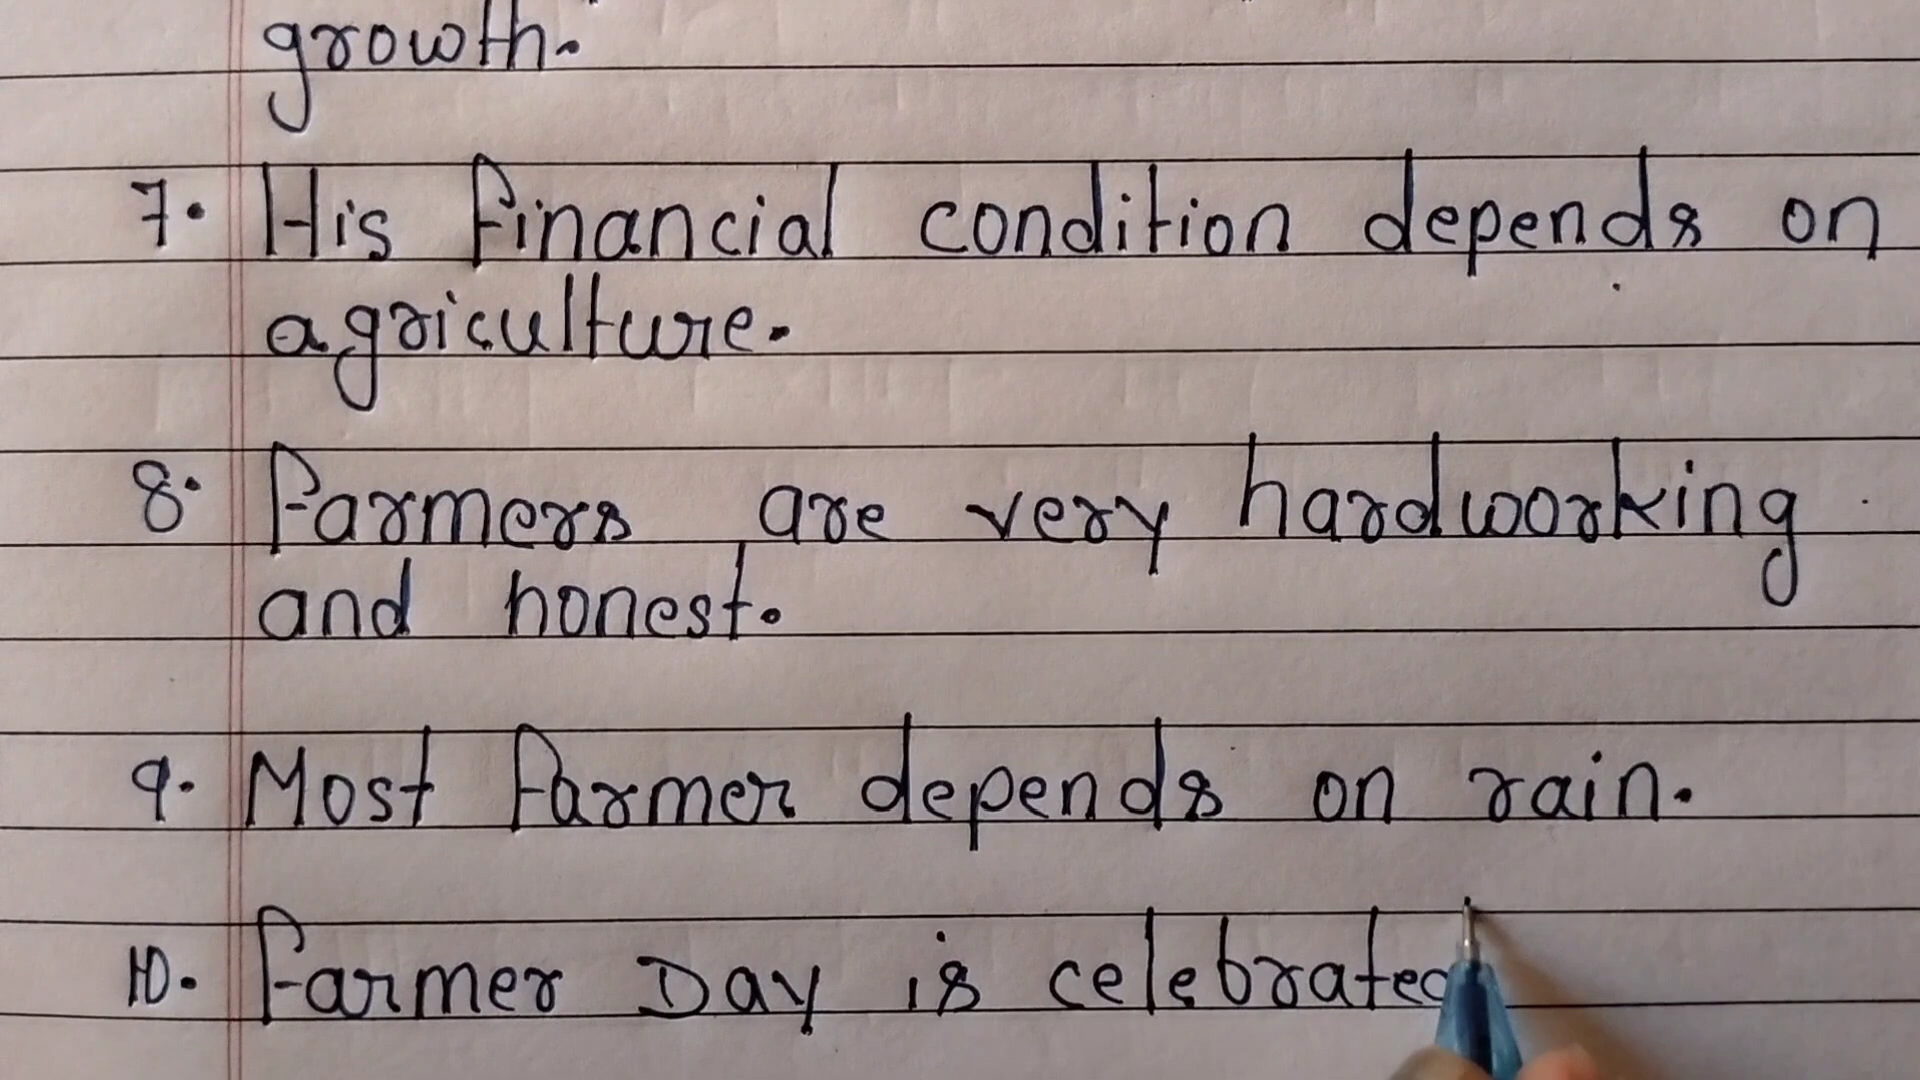 growth.
7. His financial condition depends on
agriculture.
8. Farmers are very hardworking
and honest.
9. Most farmer depends on rain.
10. Farmer Day is celebrated